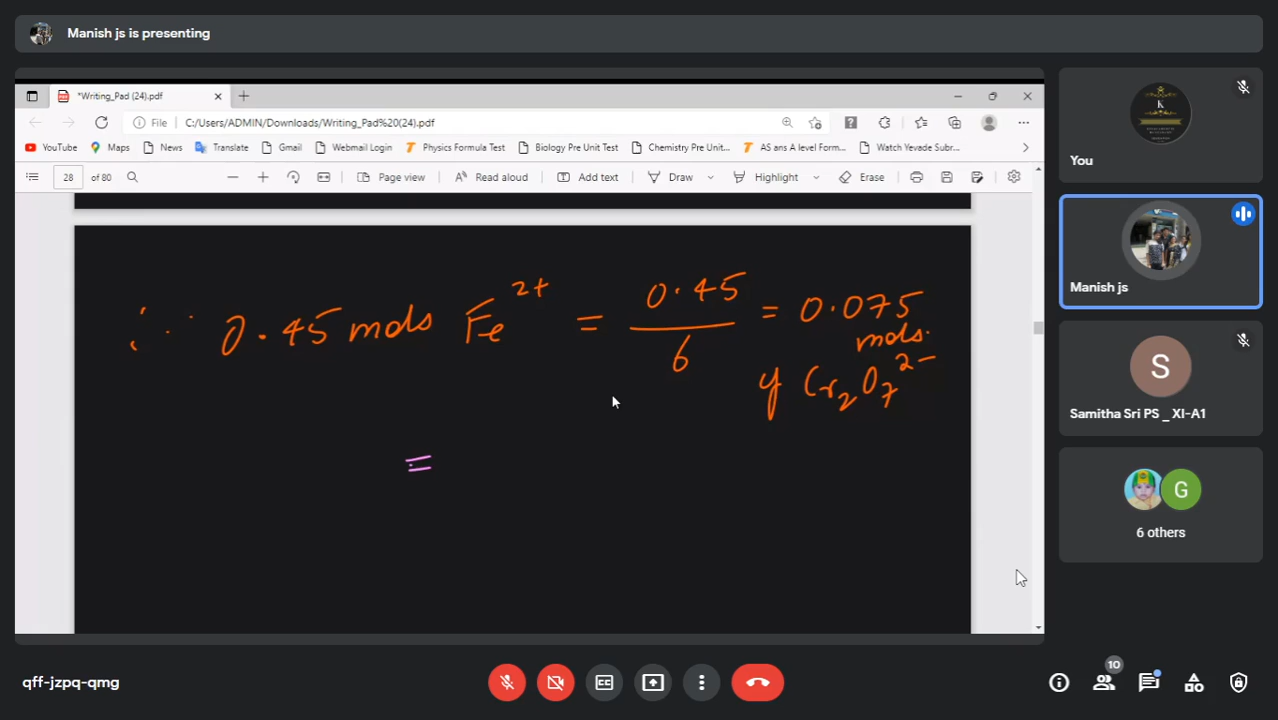 Manish js is presenting
*Writing_Pad (24).pdf
File C:/Users/ADMIN/Downloads/Writing_Pad%20(24).pdf
YouTube Maps News Translate Gmail Webmail Login Physics Formula Test Biology Pre Unit Test Chemistry Pre Unit... AS ans A level Form... Watch Yevade Subr...
28 of 80 Page view Read aloud Add text Draw Highlight Erase
∴ 0.45 mols Fe²⁺ = 0.45/6 = 0.075
mols.
of Cr₂O₇²⁻
=
You
Manish js
S
Samitha Sri PS _ XI-A1
G
6 others
qff-jzpq-qmg
10